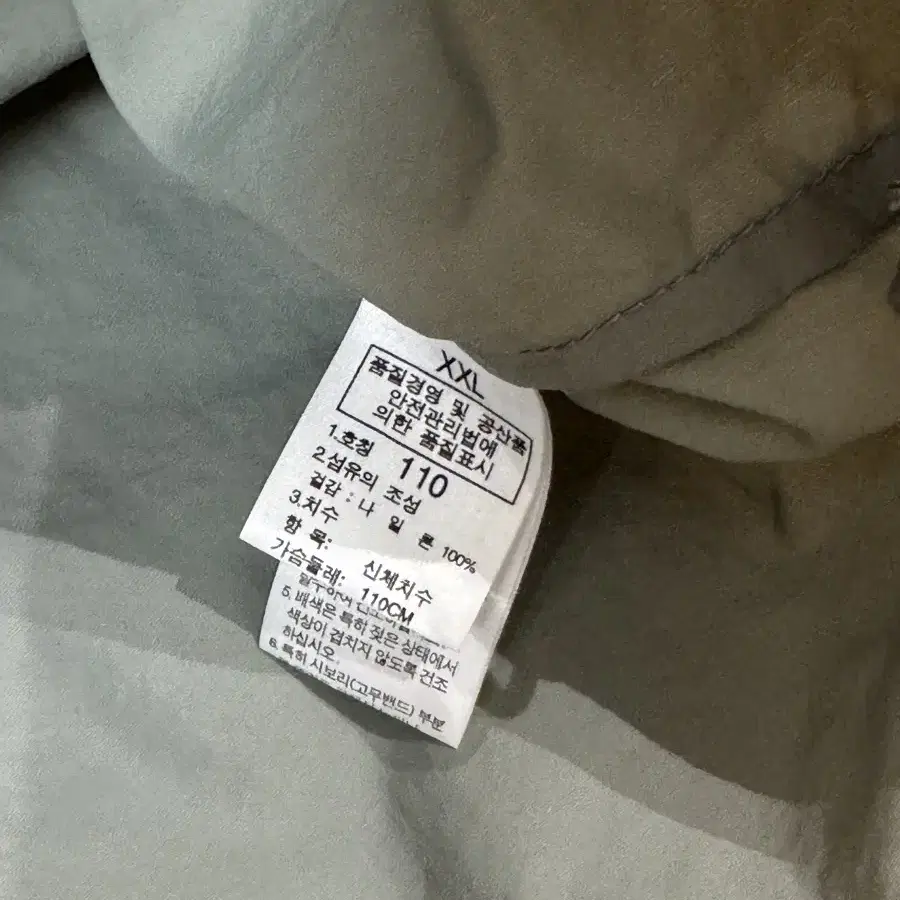 XXL
품질경영 및 공산품
안전관리법에
의한 품질표시
1.호칭 110
2섬유의 조성
겉감 : 나 일 론 100%
3.치수
항 목: 신체치수
가슴둘레: 110CM
5. 배색은 특히 젖은 상태에서
색상이 겹치지 않도록 건조
하십시오.
6. 특히 시보리(고무밴드) 부분